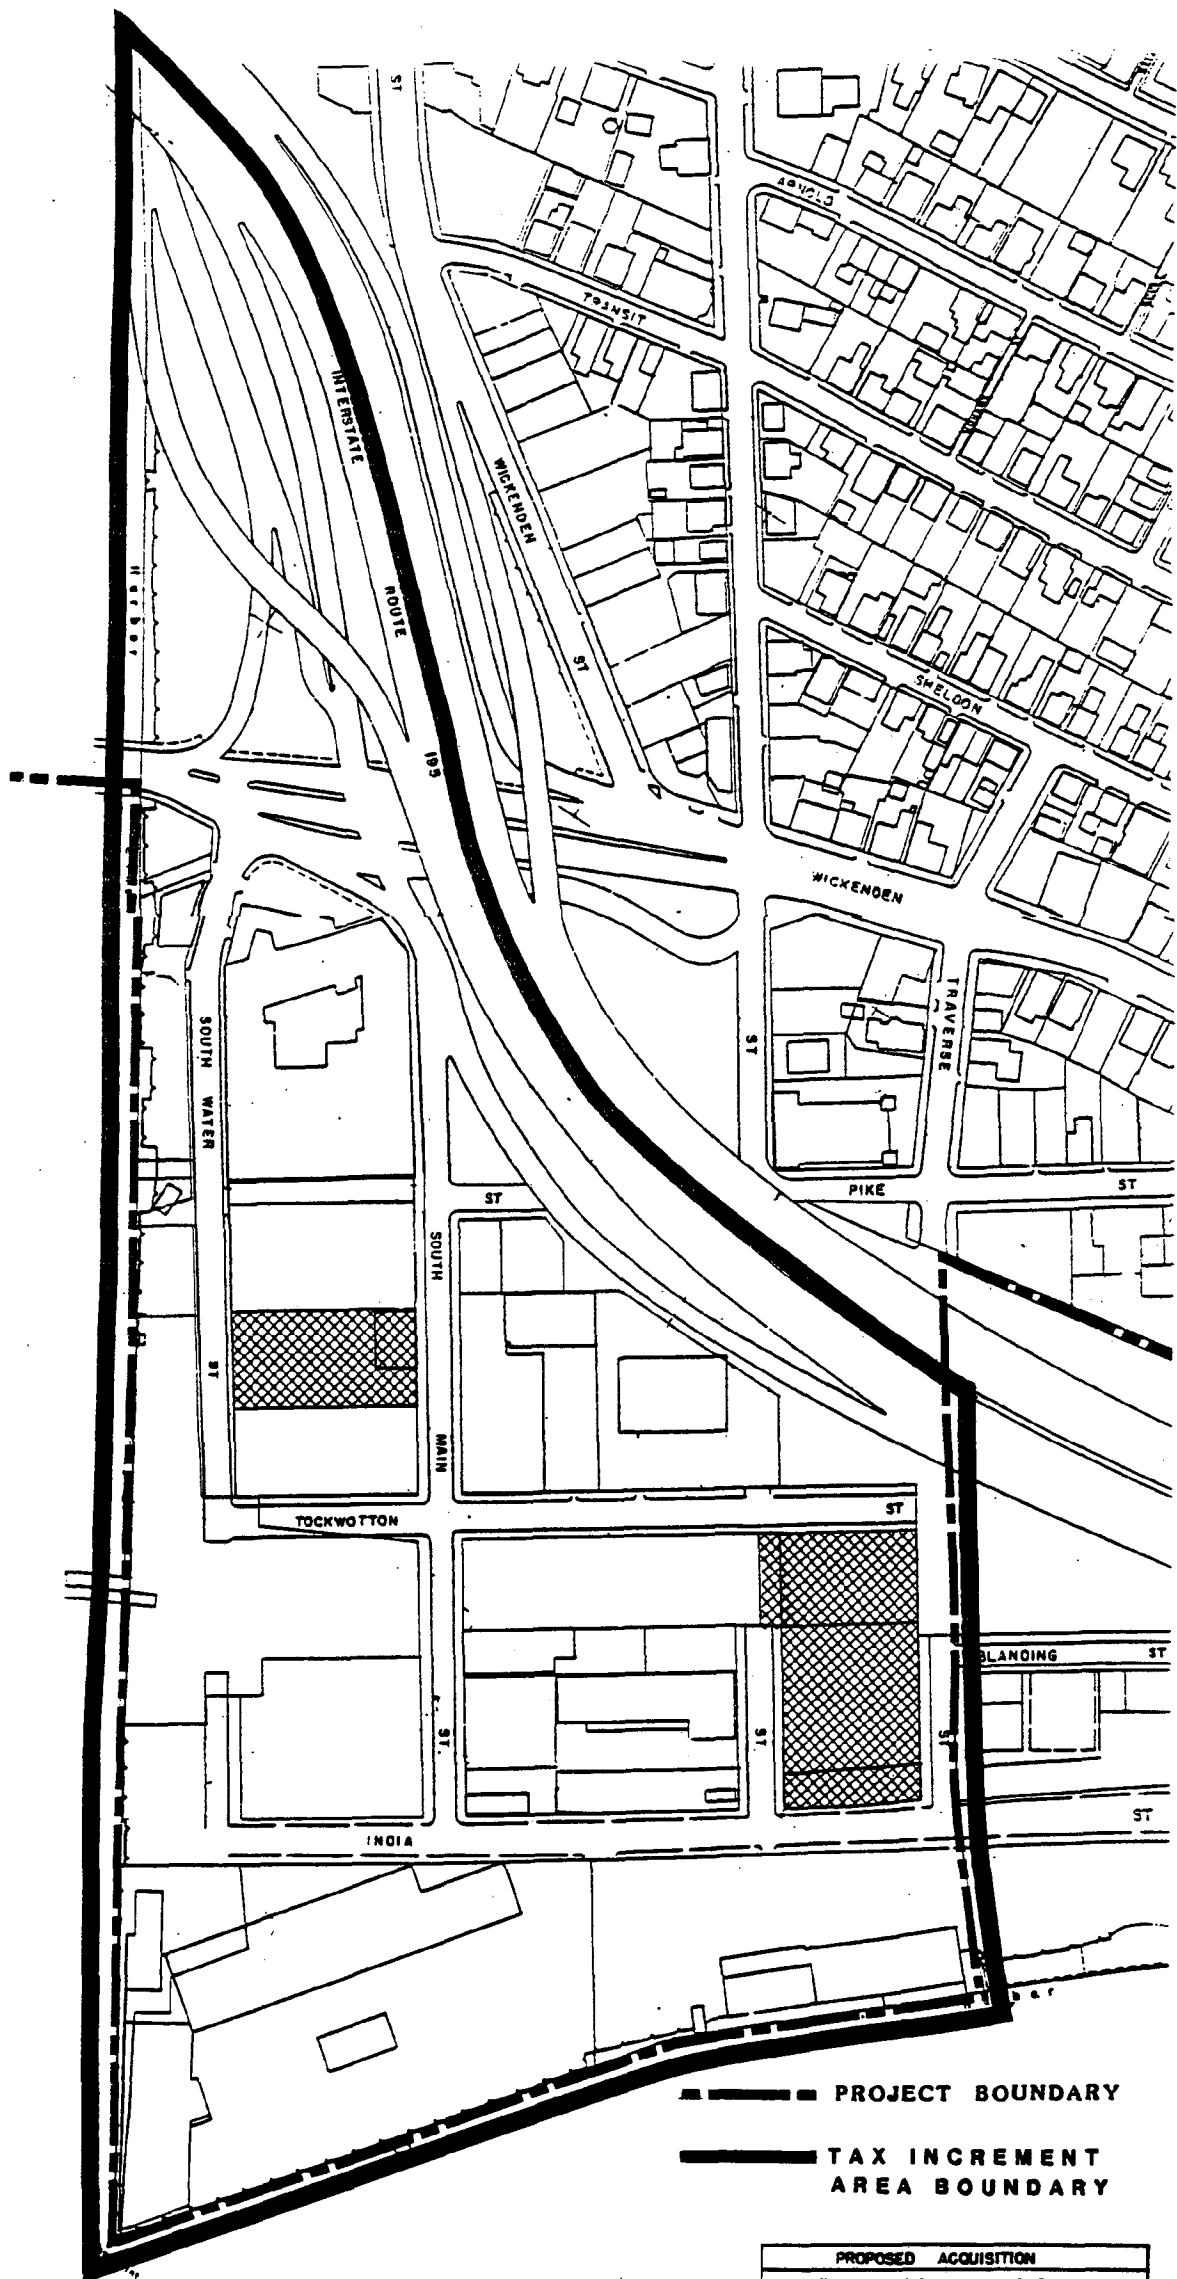 ST
ARNOLD
TRANSIT
INTERSTATE
WICKENDEN
Harbor
ROUTE
ST
SHELDON
195
WICKENDEN
TRAVERSE
SOUTH WATER
ST
PIKE
ST
ST
SOUTH
ST
MAIN
TOCKWOTTON
ST
BLANDING
ST
ST.
ST.
ST
ST
INDIA
PROJECT BOUNDARY
TAX INCREMENT
AREA BOUNDARY
PROPOSED ACQUISITION